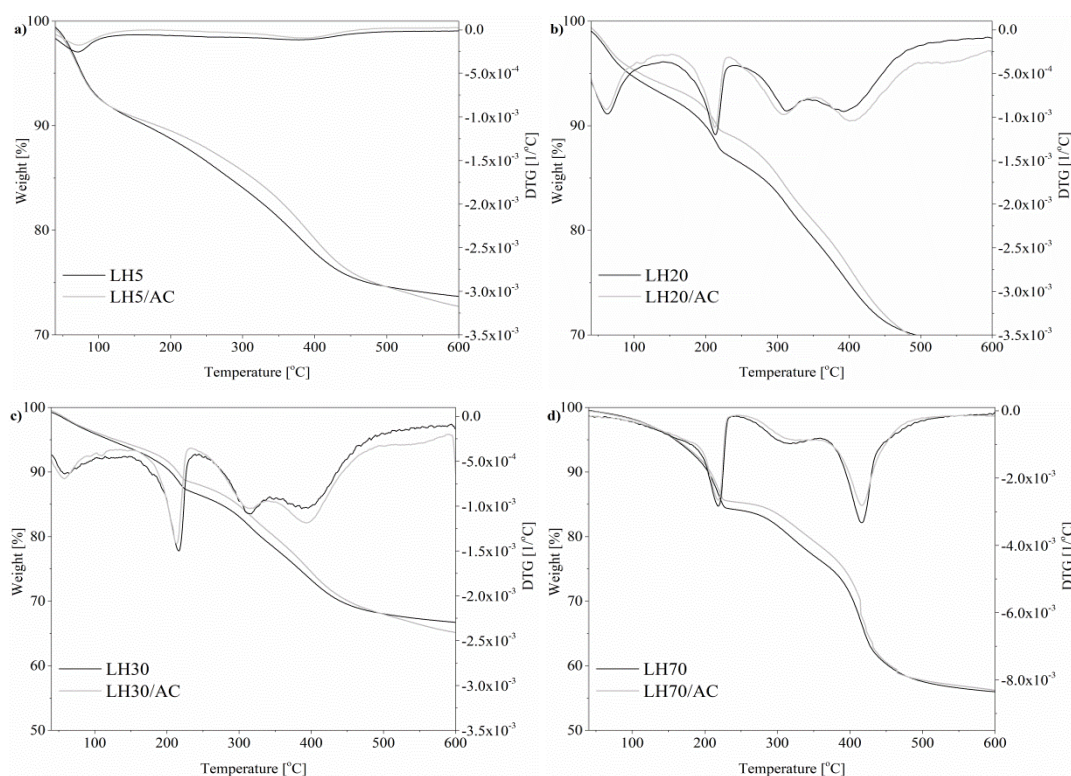 a)
100
90
80
70
Weight [%]
0.0
-5.0x10⁻⁴
-1.0x10⁻³
-1.5x10⁻³
-2.0x10⁻³
-2.5x10⁻³
-3.0x10⁻³
-3.5x10⁻³
DTG [1/°C]
LH5
LH5/AC
100 200 300 400 500 600
Temperature [°C]
b)
100
90
80
70
Weight [%]
0.0
-5.0x10⁻⁴
-1.0x10⁻³
-1.5x10⁻³
-2.0x10⁻³
-2.5x10⁻³
-3.0x10⁻³
-3.5x10⁻³
DTG [1/°C]
LH20
LH20/AC
100 200 300 400 500 600
Temperature [°C]
c)
100
90
80
70
60
50
Weight [%]
0.0
-5.0x10⁻⁴
-1.0x10⁻³
-1.5x10⁻³
-2.0x10⁻³
-2.5x10⁻³
-3.0x10⁻³
-3.5x10⁻³
DTG [1/°C]
LH30
LH30/AC
100 200 300 400 500 600
Temperature [°C]
d)
100
90
80
70
60
50
Weight [%]
0.0
-2.0x10⁻³
-4.0x10⁻³
-6.0x10⁻³
-8.0x10⁻³
DTG [1/°C]
LH70
LH70/AC
100 200 300 400 500 600
Temperature [°C]